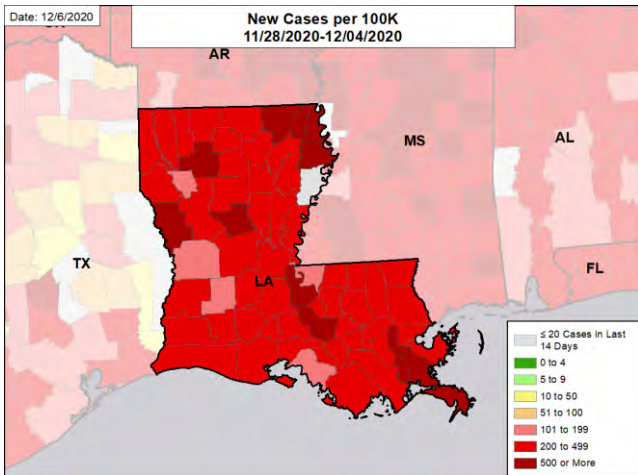 Date: 12/6/2020
New Cases per 100K
11/28/2020-12/04/2020
AR
MS
AL
TX
LA
FL
≤ 20 Cases in Last
14 Days
0 to 4
5 to 9
10 to 50
51 to 100
101 to 199
200 to 499
500 or More